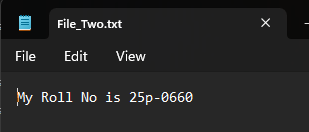 File_Two.txt
File Edit View
My Roll No is 25p-0660